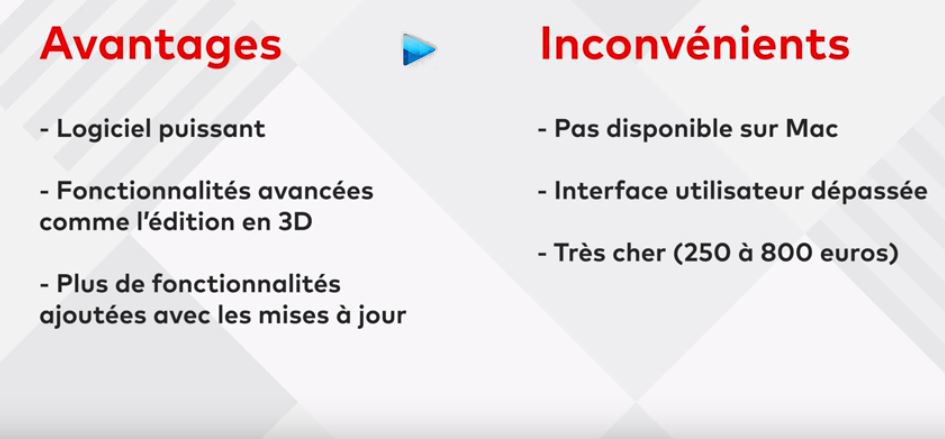 Avantages
- Logiciel puissant
- Fonctionnalités avancées
comme l'édition en 3D
- Plus de fonctionnalités
ajoutées avec les mises à jour
Inconvénients
- Pas disponible sur Mac
- Interface utilisateur dépassée
- Très cher (250 à 800 euros)